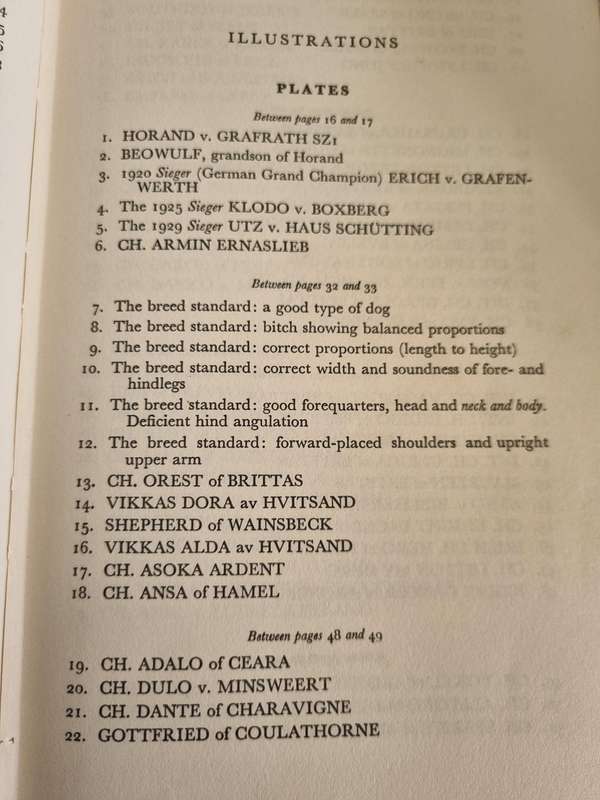 ILLUSTRATIONS
PLATES
Between pages 16 and 17
1. HORAND v. GRAFRATH SZ1
2. BEOWULF, grandson of Horand
3. 1920 Sieger (German Grand Champion) ERICH v. GRAFEN-
WERTH
4. The 1925 Sieger KLODO v. BOXBERG
5. The 1929 Sieger UTZ v. HAUS SCHÜTTING
6. CH. ARMIN ERNASLIEB
Between pages 32 and 33
7. The breed standard: a good type of dog
8. The breed standard: bitch showing balanced proportions
9. The breed standard: correct proportions (length to height)
10. The breed standard: correct width and soundness of fore- and
hindlegs
11. The breed standard: good forequarters, head and neck and body.
Deficient hind angulation
12. The breed standard: forward-placed shoulders and upright
upper arm
13. CH. OREST of BRITTAS
14. VIKKAS DORA av HVITSAND
15. SHEPHERD of WAINSBECK
16. VIKKAS ALDA av HVITSAND
17. CH. ASOKA ARDENT
18. CH. ANSA of HAMEL
Between pages 48 and 49
19. CH. ADALO of CEARA
20. CH. DULO v. MINSWEERT
21. CH. DANTE of CHARAVIGNE
22. GOTTFRIED of COULATHORNE